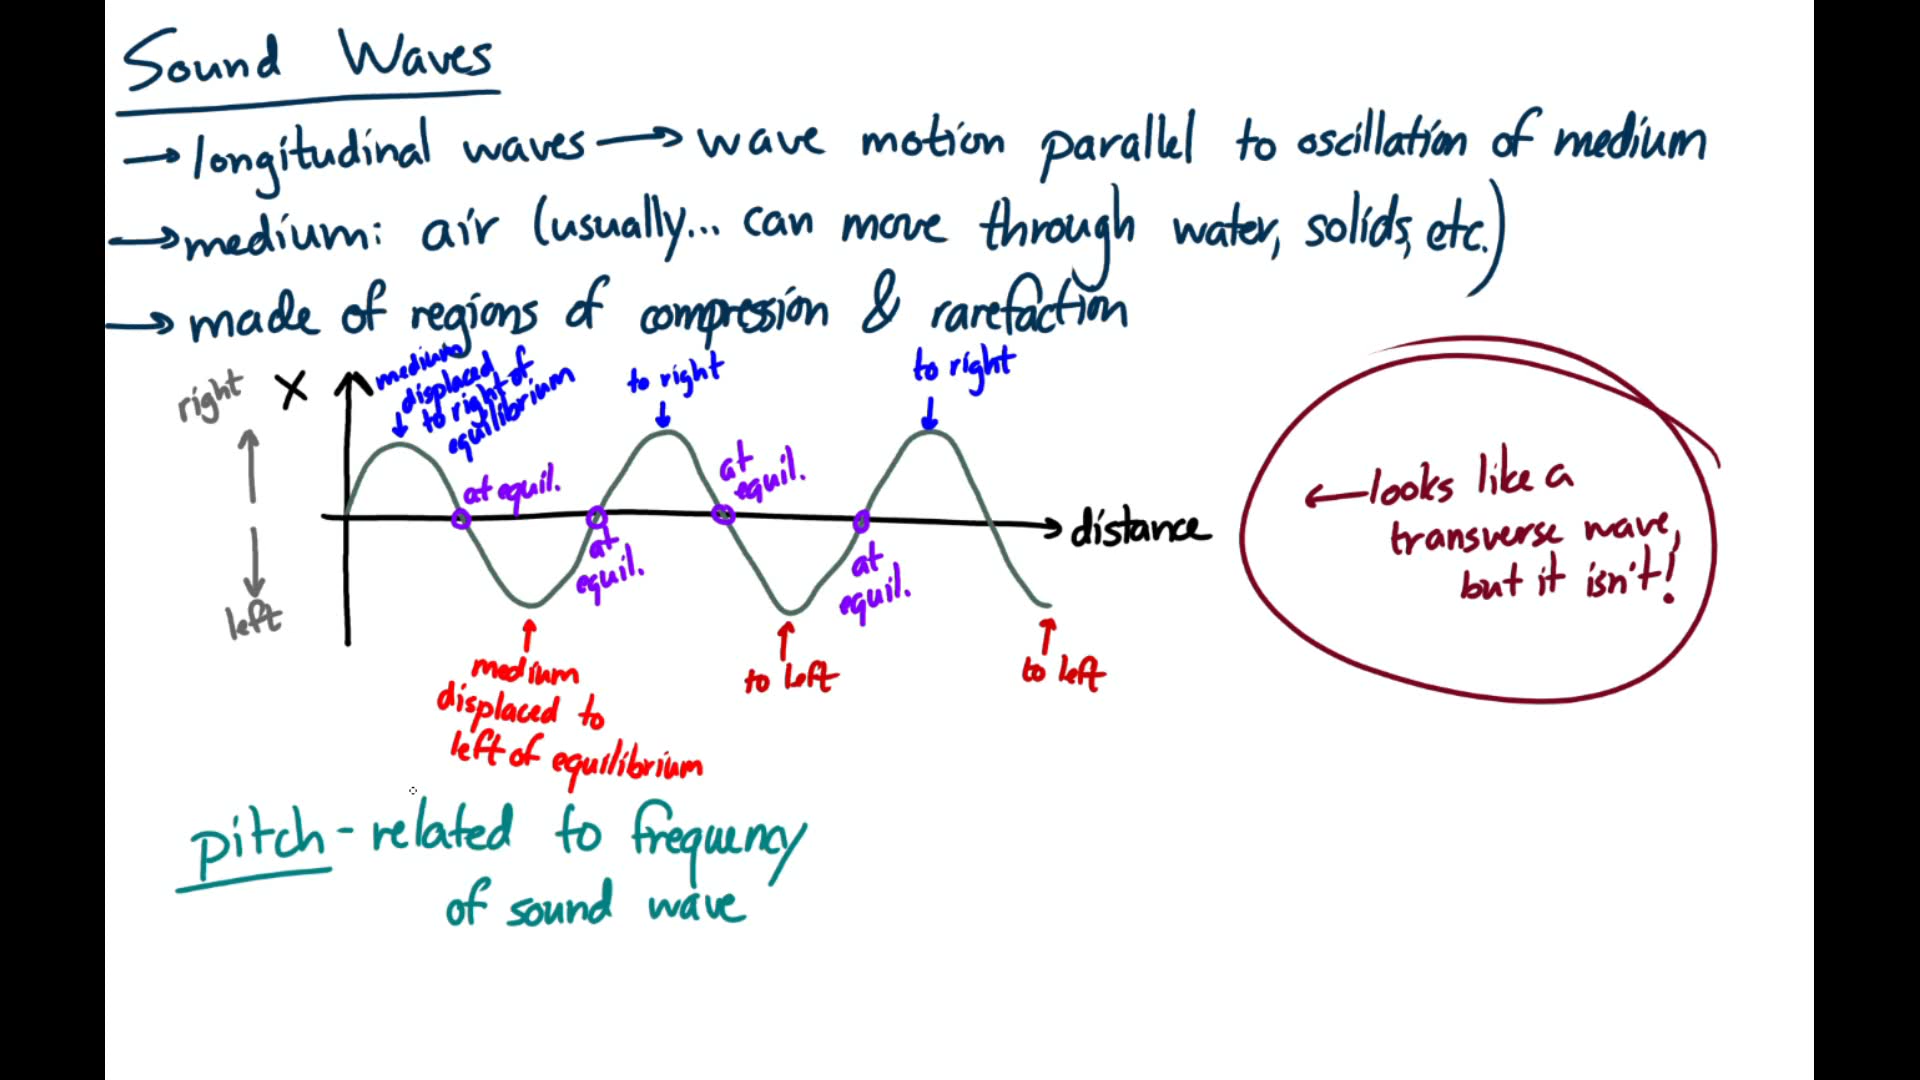 Sound Waves
→ longitudinal waves → wave motion parallel to oscillation of medium
→ medium: air (usually... can move through water, solids, etc.)
→ made of regions of compression & rarefaction
right
X
medium
displaced
to right of
equilibrium
to right
to right
at equil.
at
equil.
at
equil.
at
equil.
distance
left
medium
displaced to
left of equilibrium
to left
to left
← looks like a
transverse wave,
but it isn't!
pitch - related to frequency
of sound wave